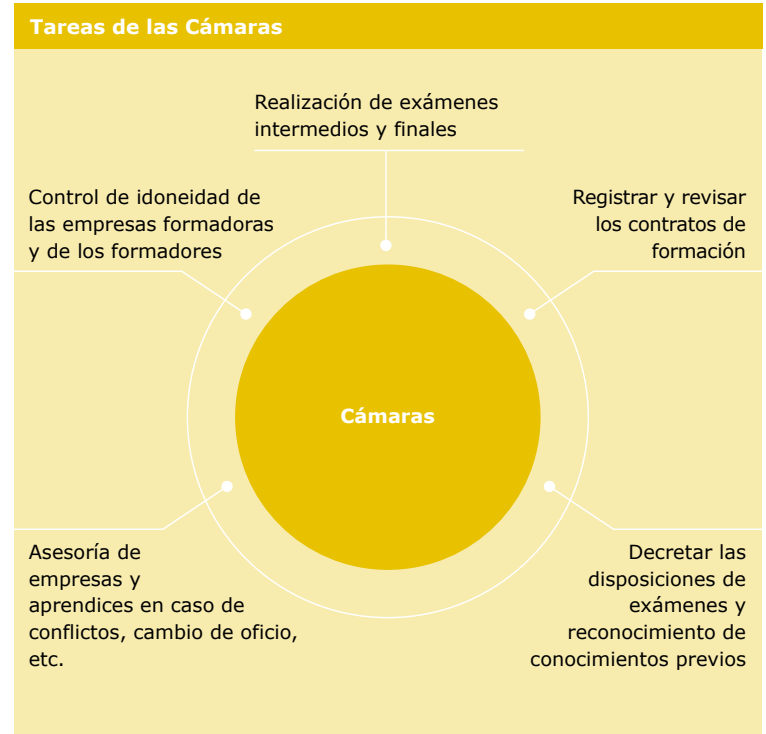 Tareas de las Cámaras
Realización de exámenes
intermedios y finales
Control de idoneidad de
las empresas formadoras
y de los formadores
Registrar y revisar
los contratos de
formación
Cámaras
Asesoría de
empresas y
aprendices en caso de
conflictos, cambio de oficio,
etc.
Decretar las
disposiciones de
exámenes y
reconocimiento de
conocimientos previos